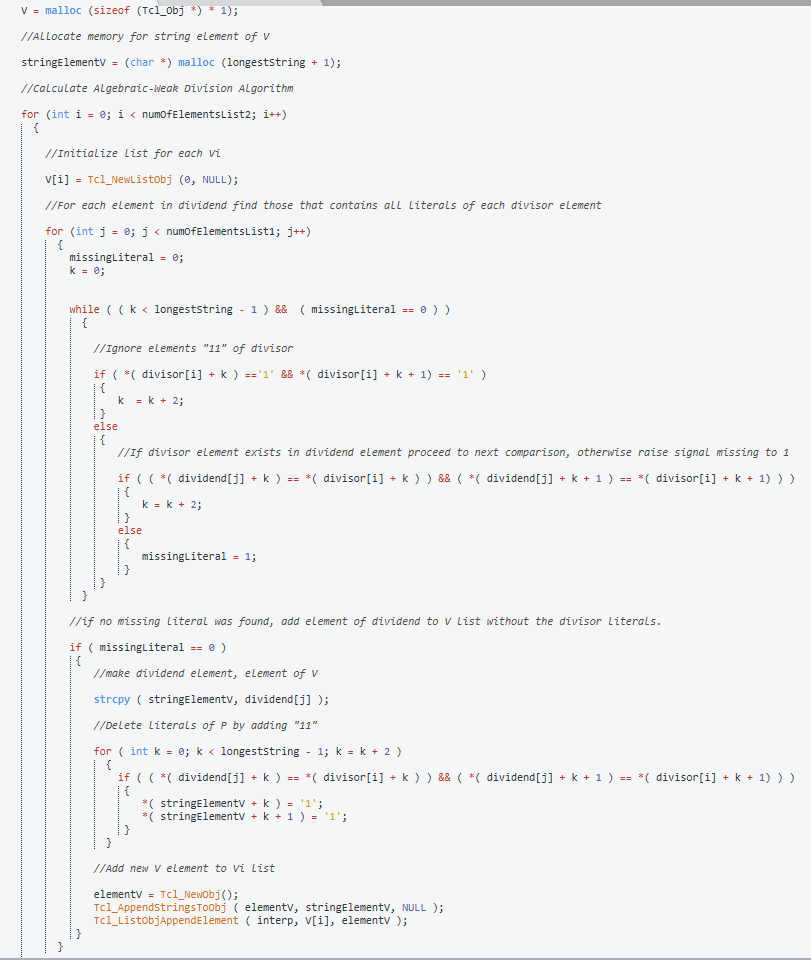 V = malloc (sizeof (Tcl_Obj *) * 1);
//Allocate memory for string element of V
stringElementV = (char *) malloc (longestString + 1);
//Calculate Algebraic-Weak Division Algorithm
for (int i = 0; i < numOfElementsList2; i++)
{
//Initialize list for each Vi
V[i] = Tcl_NewListObj (0, NULL);
//For each element in dividend find those that contains all literals of each divisor element
for (int j = 0; j < numOfElementsList1; j++)
{
missingLiteral = 0;
k = 0;
while ( ( k < longestString - 1 ) && ( missingLiteral == 0 ) )
{
//Ignore elements "11" of divisor
if ( *( divisor[i] + k ) =='1' && *( divisor[i] + k + 1) == '1' )
{
k = k + 2;
}
else
{
//If divisor element exists in dividend element proceed to next comparison, otherwise raise signal missing to 1
if ( ( *( dividend[j] + k ) == *( divisor[i] + k ) ) && ( *( dividend[j] + k + 1 ) == *( divisor[i] + k + 1) ) )
{
k = k + 2;
}
else
{
missingLiteral = 1;
}
}
}
//if no missing literal was found, add element of dividend to V list without the divisor literals.
if ( missingLiteral == 0 )
{
//make dividend element, element of V
strcpy ( stringElementV, dividend[j] );
//Delete literals of P by adding "11"
for ( int k = 0; k < longestString - 1; k = k + 2 )
{
if ( ( *( dividend[j] + k ) == *( divisor[i] + k ) ) && ( *( dividend[j] + k + 1 ) == *( divisor[i] + k + 1) ) )
{
*( stringElementV + k ) = '1';
*( stringElementV + k + 1 ) = '1';
}
}
//Add new V element to Vi list
elementV = Tcl_NewObj();
Tcl_AppendStringsToObj ( elementV, stringElementV, NULL );
Tcl_ListObjAppendElement ( interp, V[i], elementV );
}
}